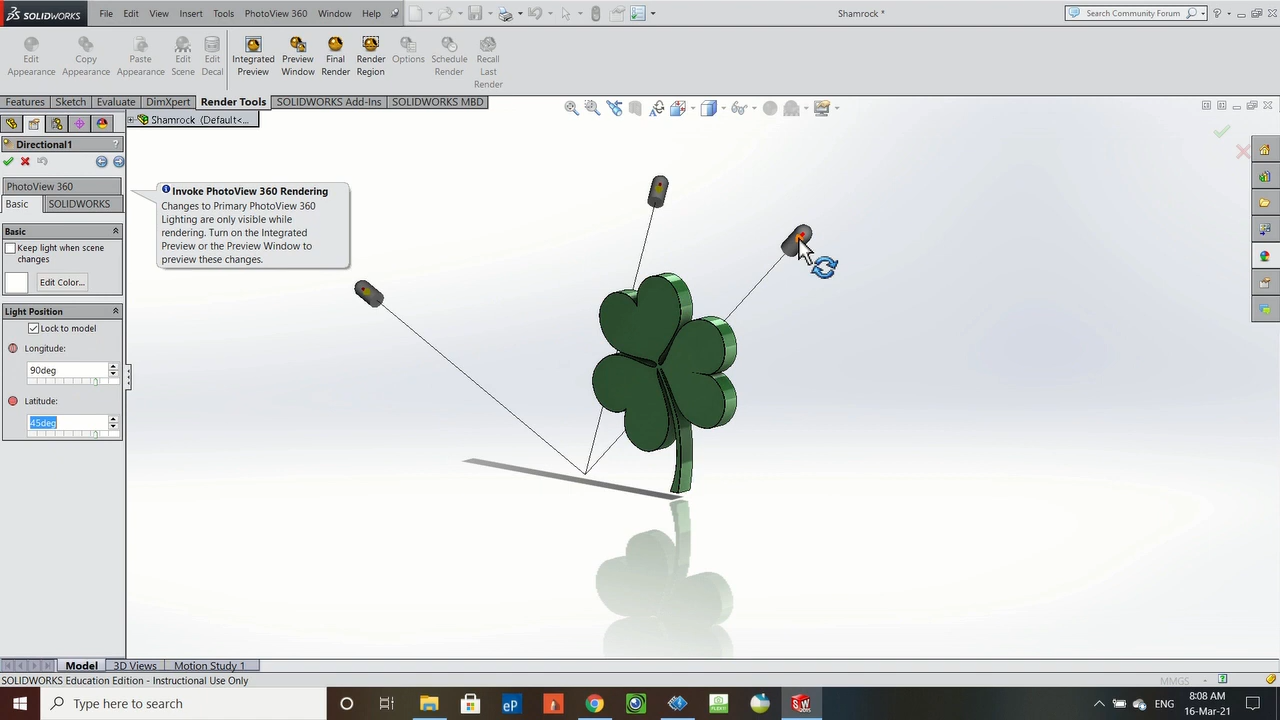 SOLIDWORKS File Edit View Insert Tools PhotoView 360 Window Help Shamrock * Search Community Forum
Edit Appearance
Copy Appearance
Paste Appearance
Edit Scene
Edit Decal
Integrated Preview
Preview Window
Final Render
Render Region
Options
Schedule Render
Recall Last Render
Features Sketch Evaluate DimXpert Render Tools SOLIDWORKS Add-Ins SOLIDWORKS MBD
Shamrock (Default<...
Directional1 ?
PhotoView 360
Basic SOLIDWORKS
Basic
Keep light when scene
changes
Edit Color...
Light Position
Lock to model
Longitude:
90deg
Latitude:
45deg
Invoke PhotoView 360 Rendering
Changes to Primary PhotoView 360
Lighting are only visible while
rendering. Turn on the Integrated
Preview or the Preview Window to
preview these changes.
Model 3D Views Motion Study 1
SOLIDWORKS Education Edition - Instructional Use Only MMGS
Type here to search
8:08 AM
ENG
16-Mar-21